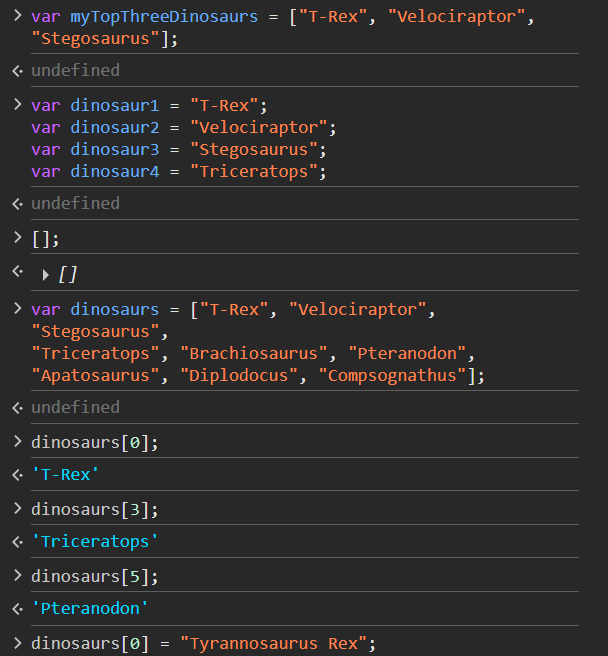 > var myTopThreeDinosaurs = ["T-Rex", "Velociraptor",
"Stegosaurus"];
undefined
> var dinosaur1 = "T-Rex";
var dinosaur2 = "Velociraptor";
var dinosaur3 = "Stegosaurus";
var dinosaur4 = "Triceratops";
undefined
> [];
[]
> var dinosaurs = ["T-Rex", "Velociraptor",
"Stegosaurus",
"Triceratops", "Brachiosaurus", "Pteranodon",
"Apatosaurus", "Diplodocus", "Compsognathus"];
undefined
> dinosaurs[0];
'T-Rex'
> dinosaurs[3];
'Triceratops'
> dinosaurs[5];
'Pteranodon'
> dinosaurs[0] = "Tyrannosaurus Rex";